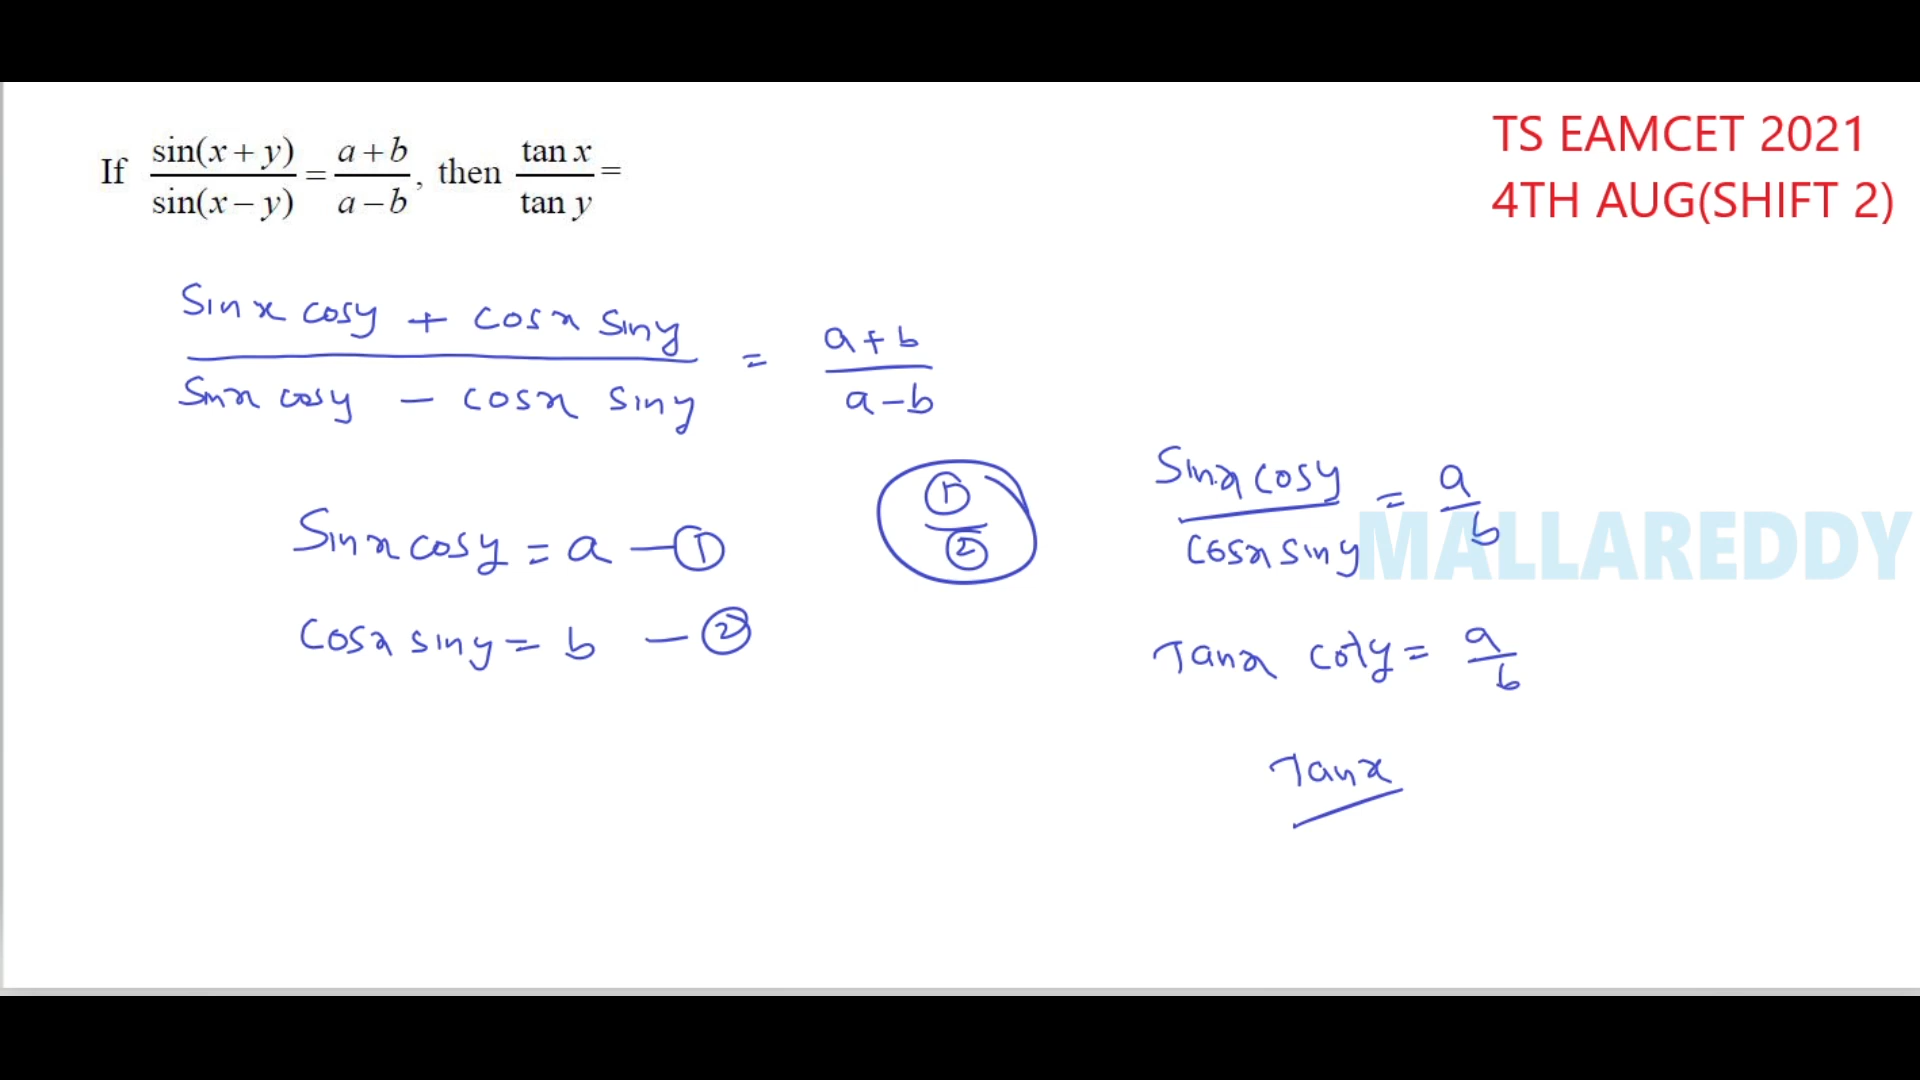 TS EAMCET 2021
4TH AUG(SHIFT 2)
If sin(x+y)/sin(x−y) = a+b/a−b, then tan x/tan y =
Sinx cosy + cosx siny / Sinx cosy − cosx siny = a+b / a−b
Sinx cosy = a —①
cosx siny = b —②
① / ②
Sinx cosy / cosx siny = a/b
MALLAREDDY
Tanx coty = a/b
Tanx